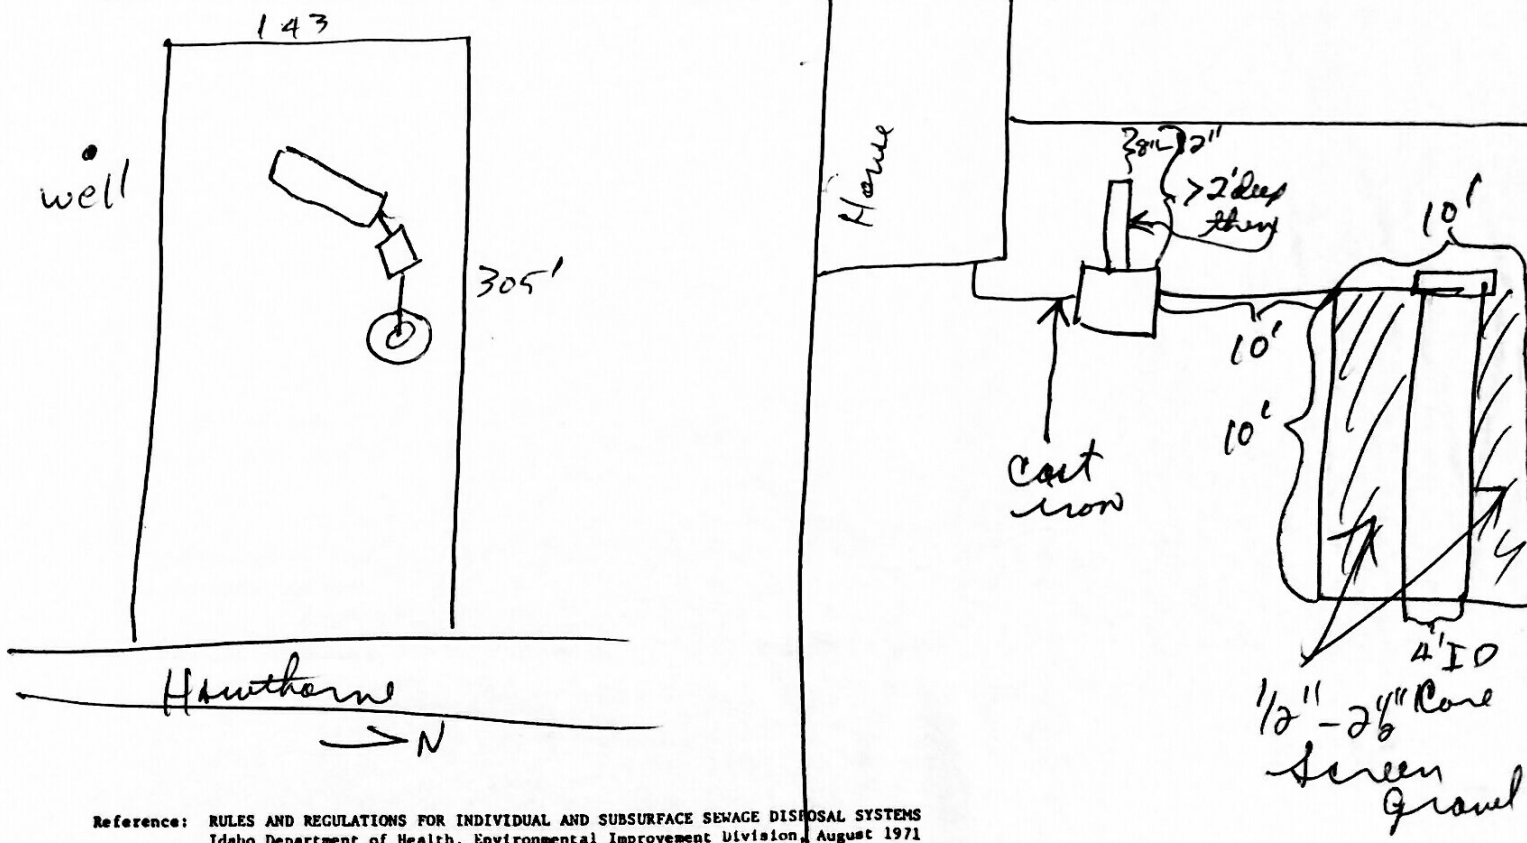 143
well
305'
Hawthorne
N
House
8"-12"
>2' deep
then
10'
10'
10'
Cast
iron
4' ID
Core
1/2" - 2 1/2"
Screen
gravel
Reference: RULES AND REGULATIONS FOR INDIVIDUAL AND SUBSURFACE SEWAGE DISPOSAL SYSTEMS
Idaho Department of Health, Environmental Improvement Division, August 1971